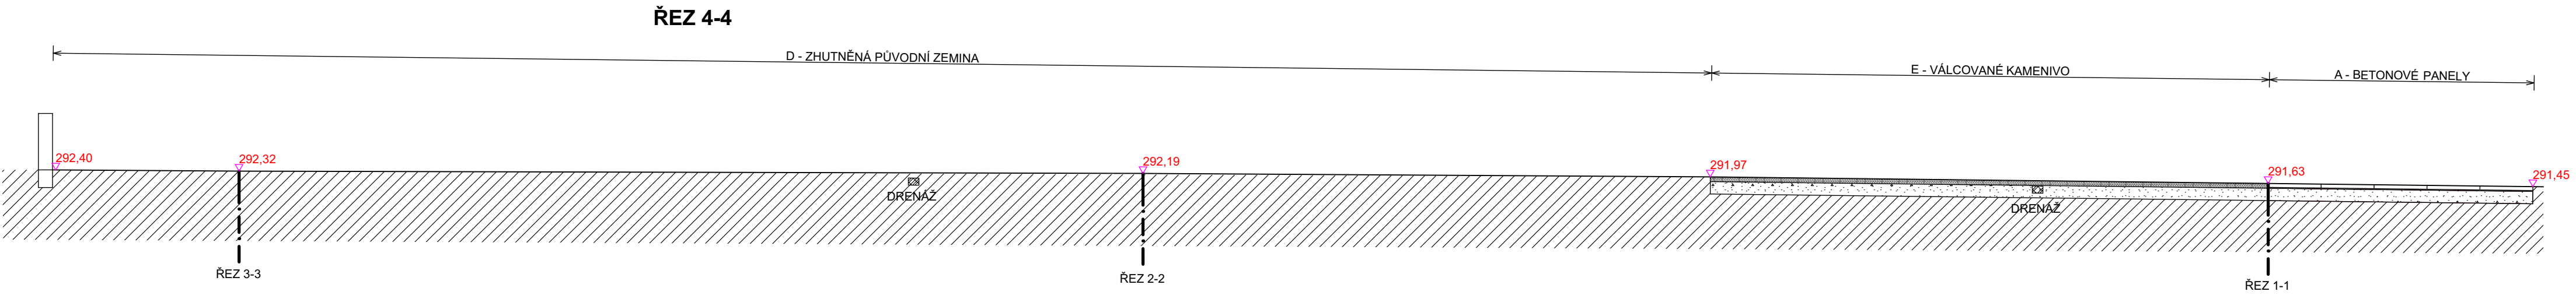 ŘEZ 4-4
D - ZHUTNĚNÁ PŮVODNÍ ZEMINA
E - VÁLCOVANÉ KAMENIVO
A - BETONOVÉ PANELY
292,40
292,32
292,19
291,97
291,63
291,45
DRENÁŽ
DRENÁŽ
ŘEZ 3-3
ŘEZ 2-2
ŘEZ 1-1